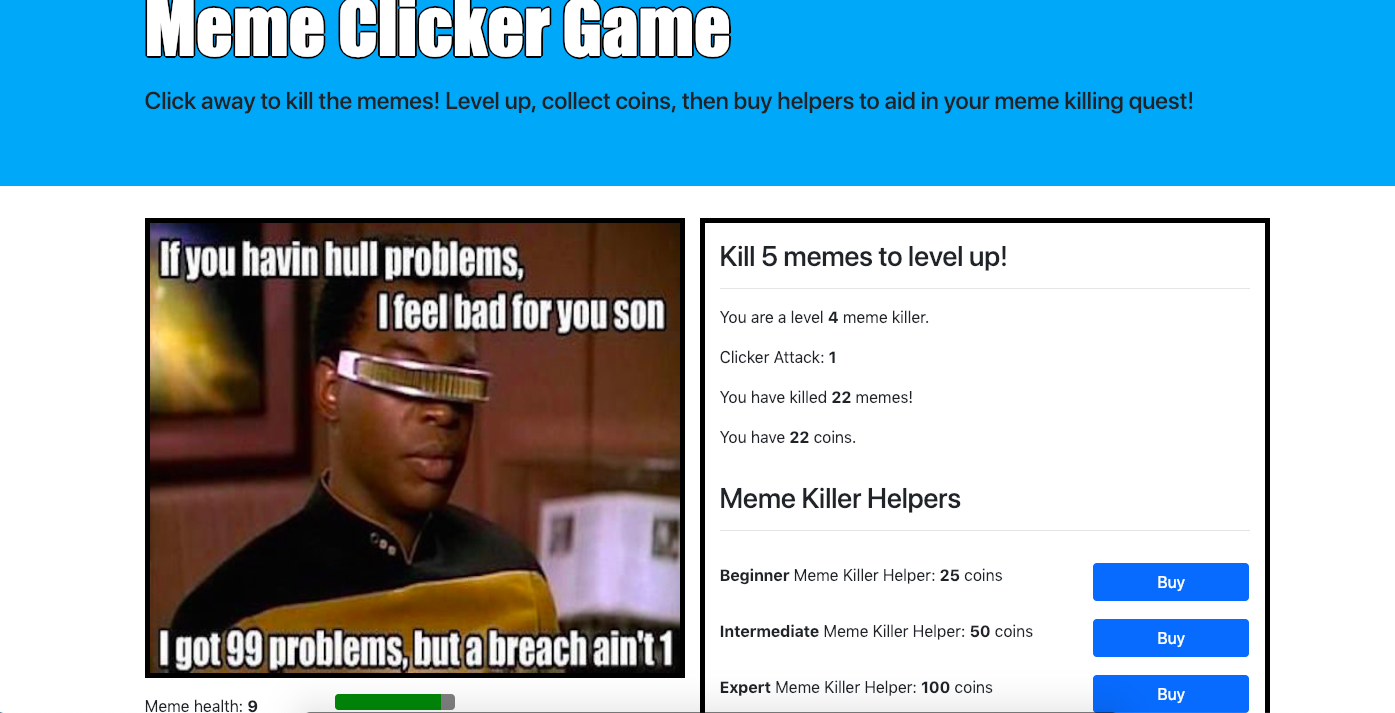 Meme Clicker Game
Click away to kill the memes! Level up, collect coins, then buy helpers to aid in your meme killing quest!
If you havin hull problems,
I feel bad for you son
I got 99 problems, but a breach ain't 1
Meme health: 9
Kill 5 memes to level up!
You are a level 4 meme killer.
Clicker Attack: 1
You have killed 22 memes!
You have 22 coins.
Meme Killer Helpers
Beginner Meme Killer Helper: 25 coins
Buy
Intermediate Meme Killer Helper: 50 coins
Buy
Expert Meme Killer Helper: 100 coins
Buy